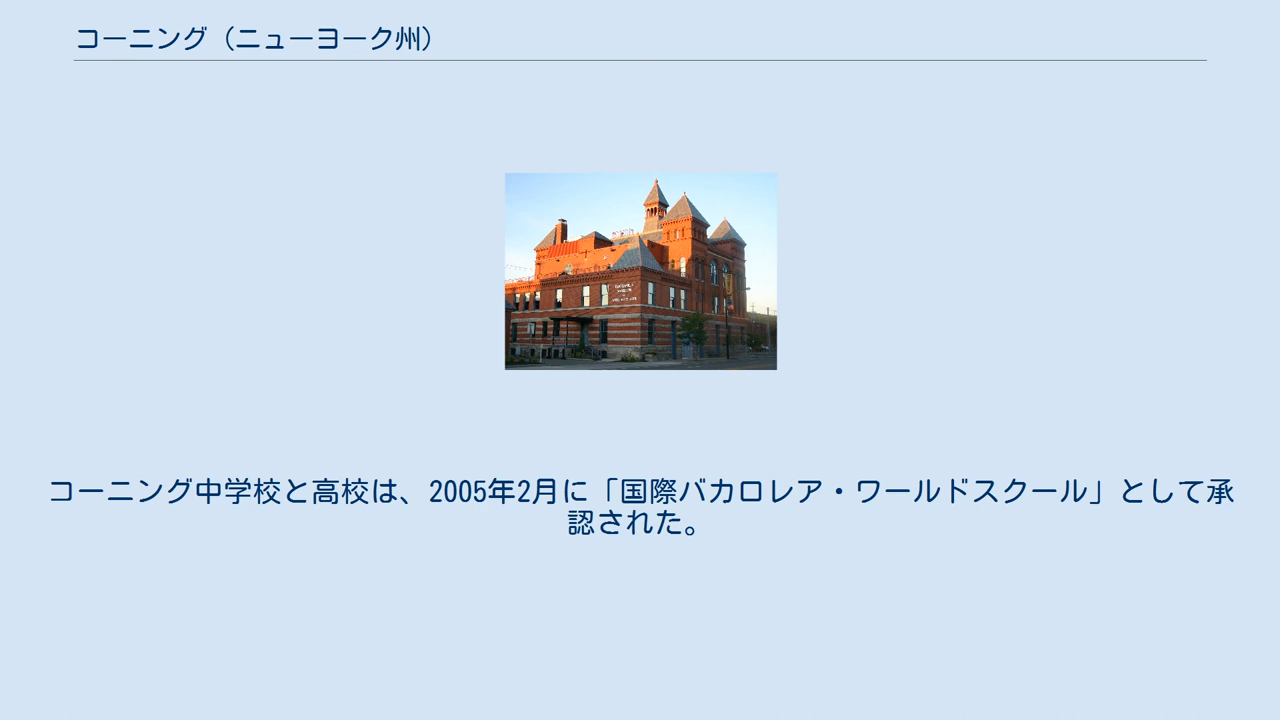 コーニング（ニューヨーク州）
コーニング中学校と高校は、2005年2月に「国際バカロレア・ワールドスクール」として承
認された。